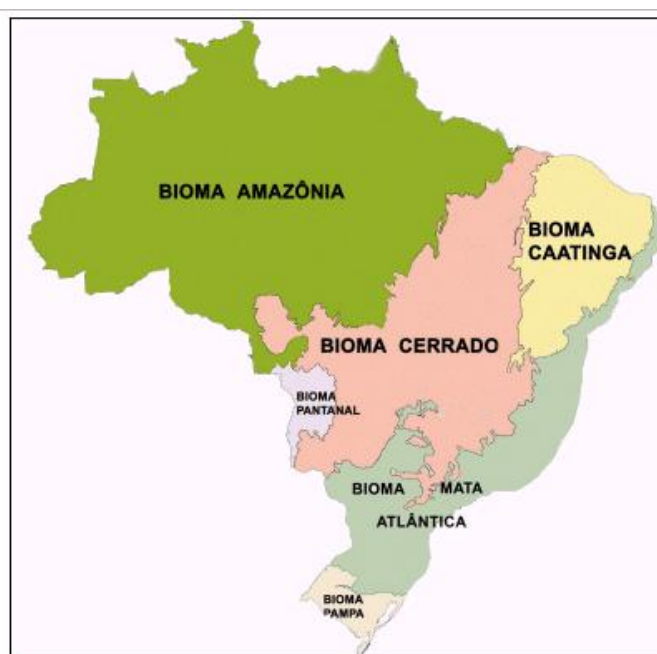 BIOMA AMAZÔNIA
BIOMA
CAATINGA
BIOMA CERRADO
BIOMA
PANTANAL
BIOMA MATA
ATLÂNTICA
BIOMA
PAMPA